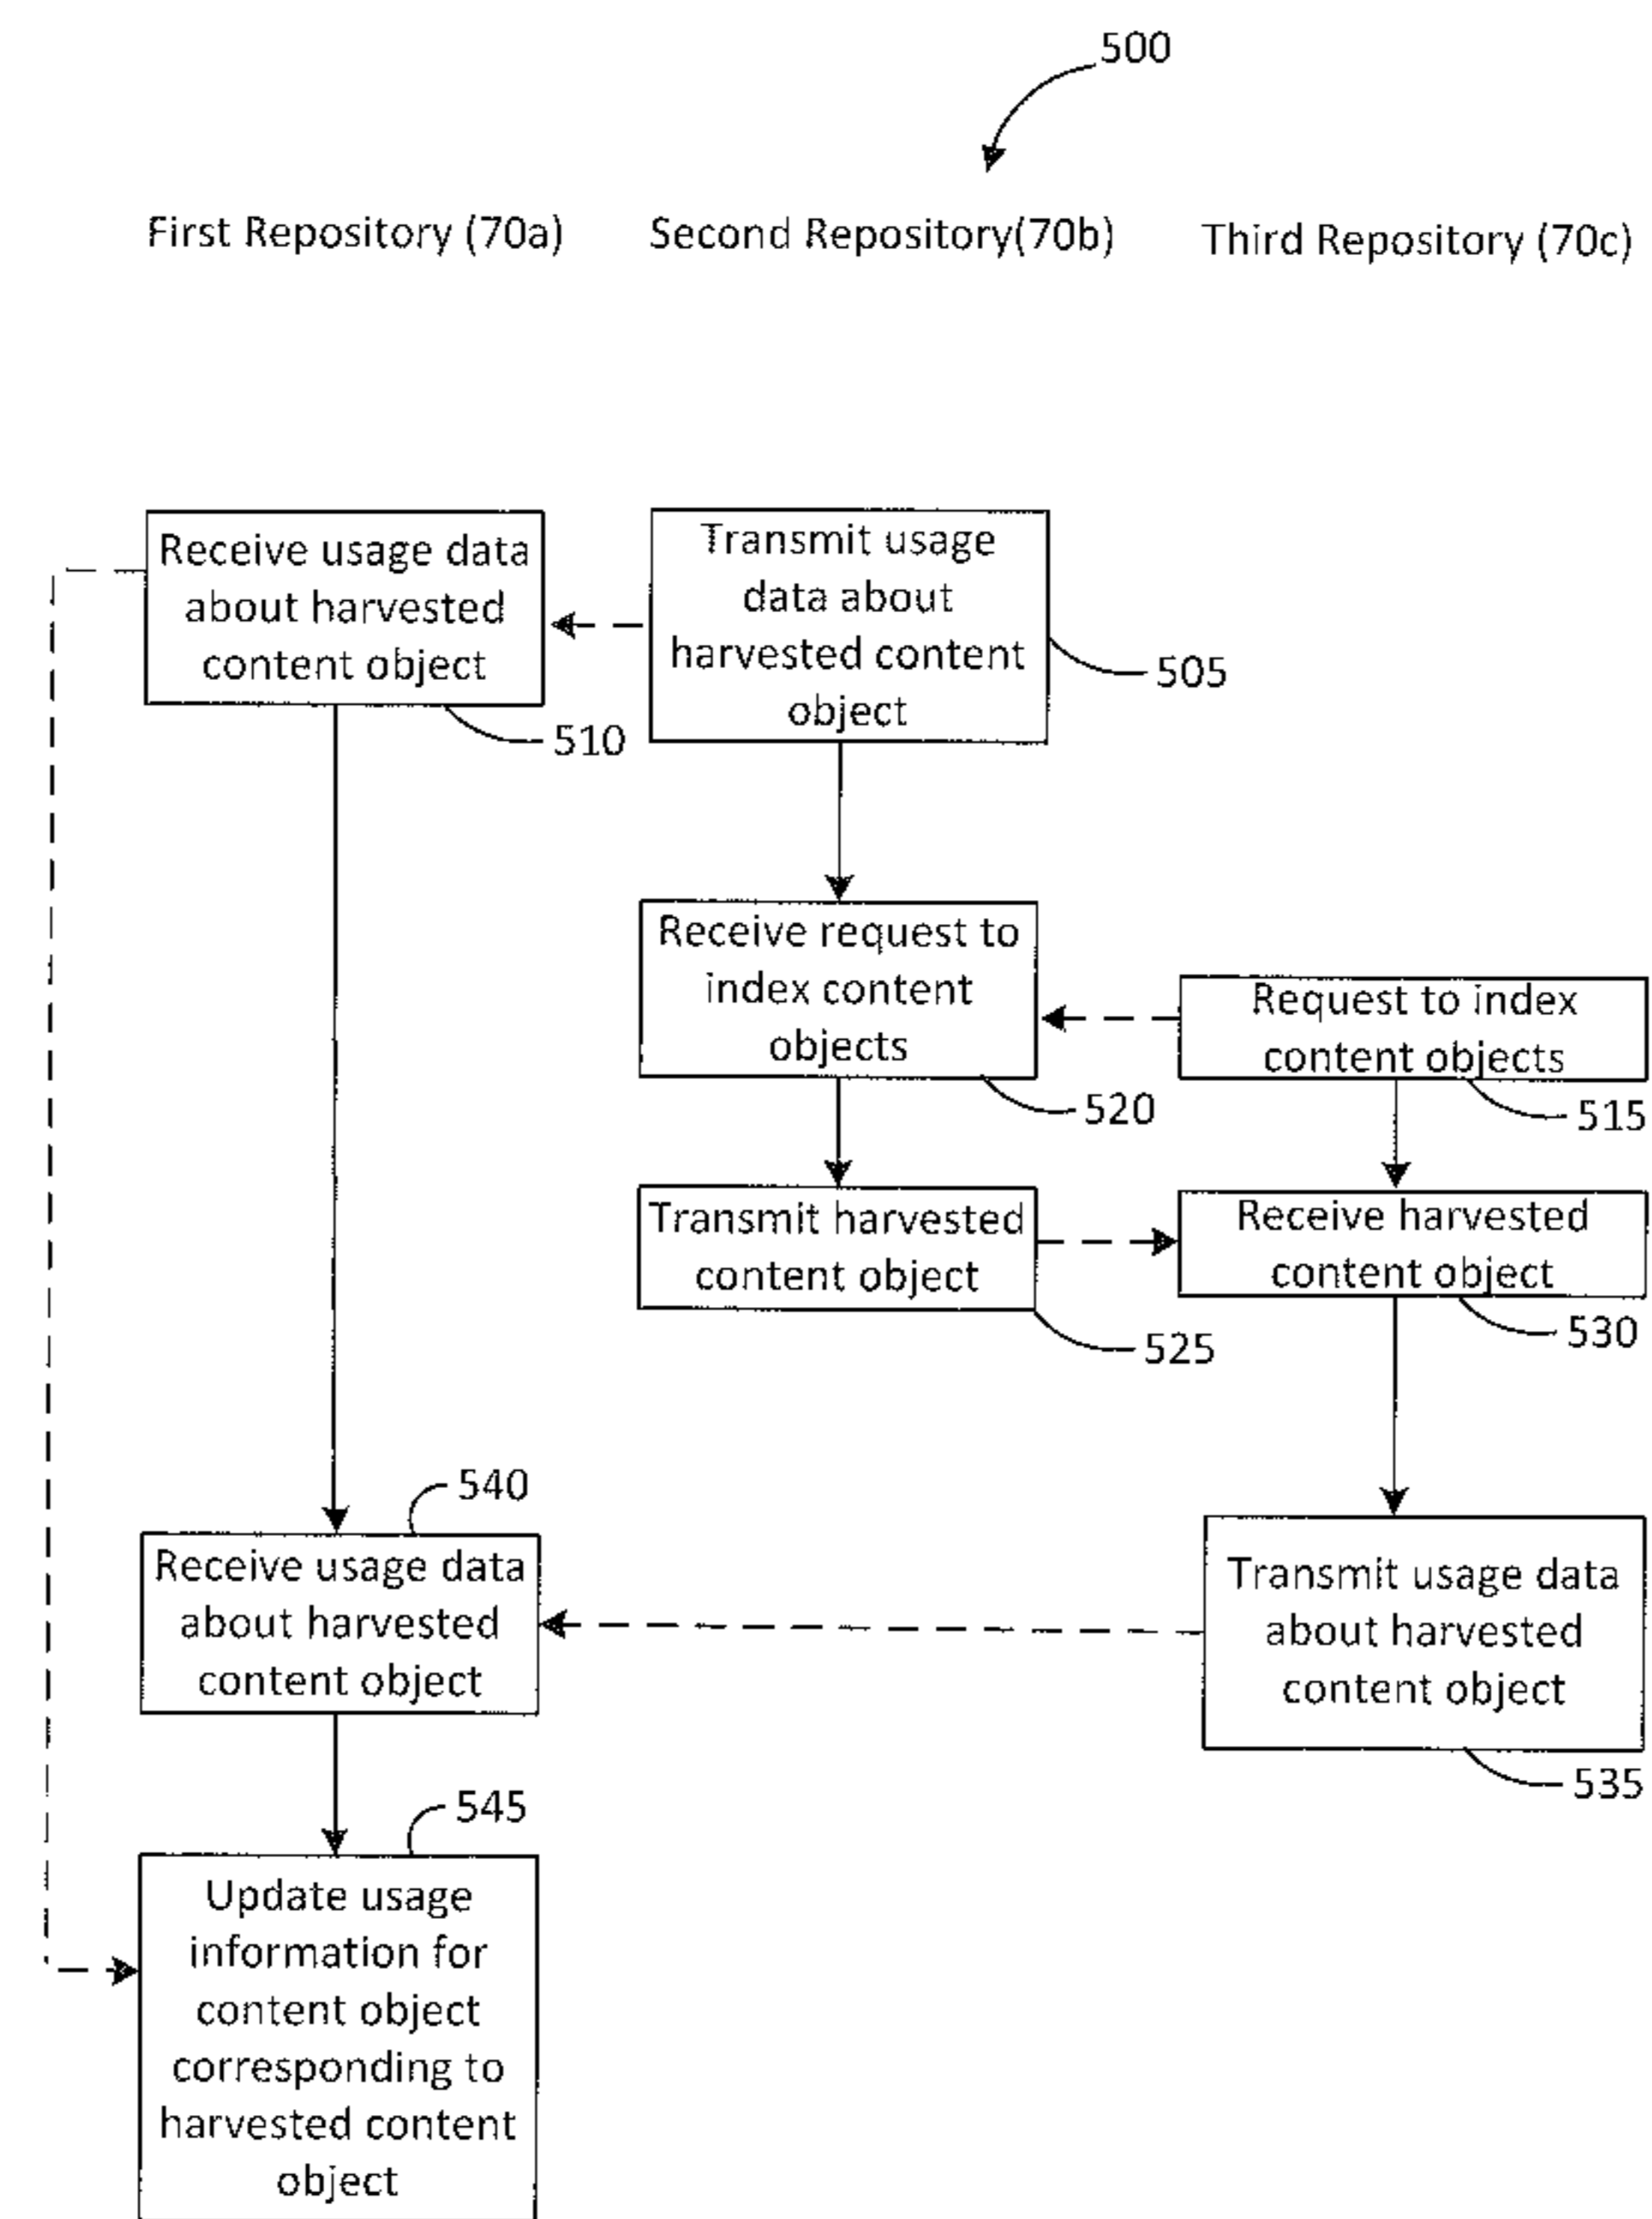 500
First Repository (70a)
Second Repository(70b)
Third Repository (70c)
Receive usage data
about harvested
content object
510
Transmit usage
data about
harvested content
object
505
Receive request to
index content
objects
520
Request to index
content objects
515
Transmit harvested
content object
525
Receive harvested
content object
530
540
Receive usage data
about harvested
content object
Transmit usage data
about harvested
content object
535
545
Update usage
information for
content object
corresponding to
harvested content
object